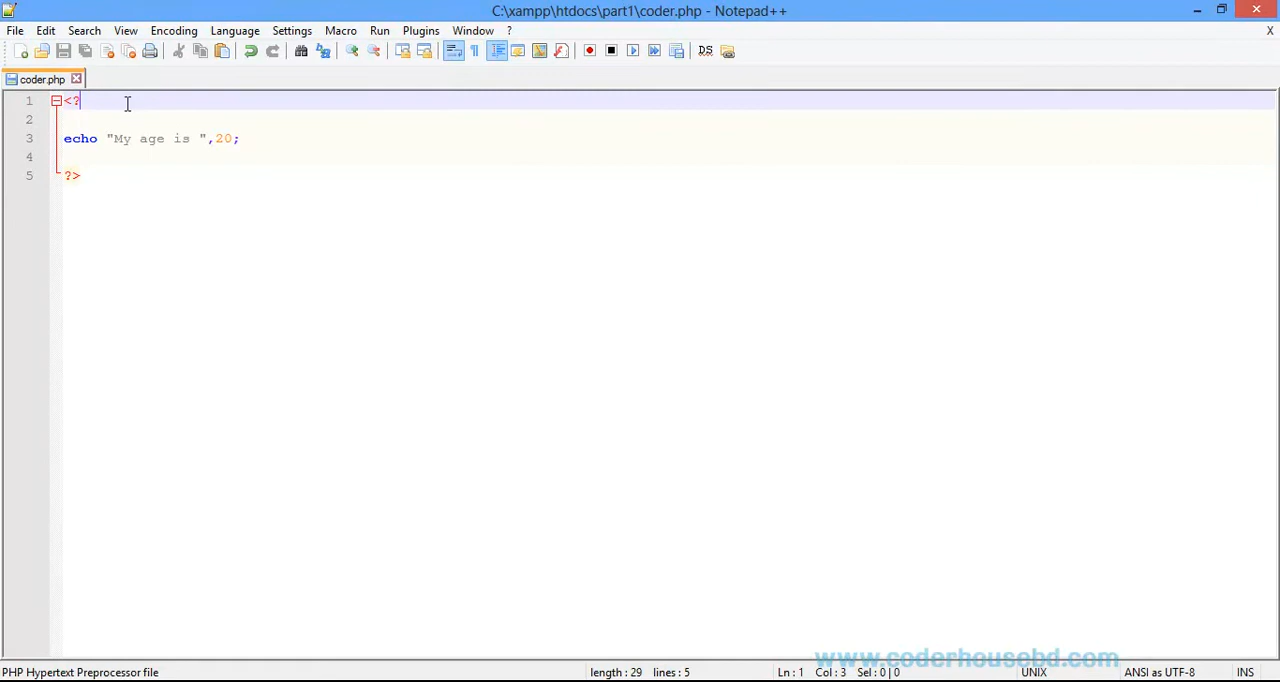 C:\xampp\htdocs\part1\coder.php - Notepad++
File Edit Search View Encoding Language Settings Macro Run Plugins Window ? X
DS
coder.php
1 <?
2
3 echo "My age is ",20;
4
5 ?>
www.coderhousebd.com
PHP Hypertext Preprocessor file length : 29 lines : 5 Ln : 1 Col : 3 Sel : 0 | 0 UNIX ANSI as UTF-8 INS